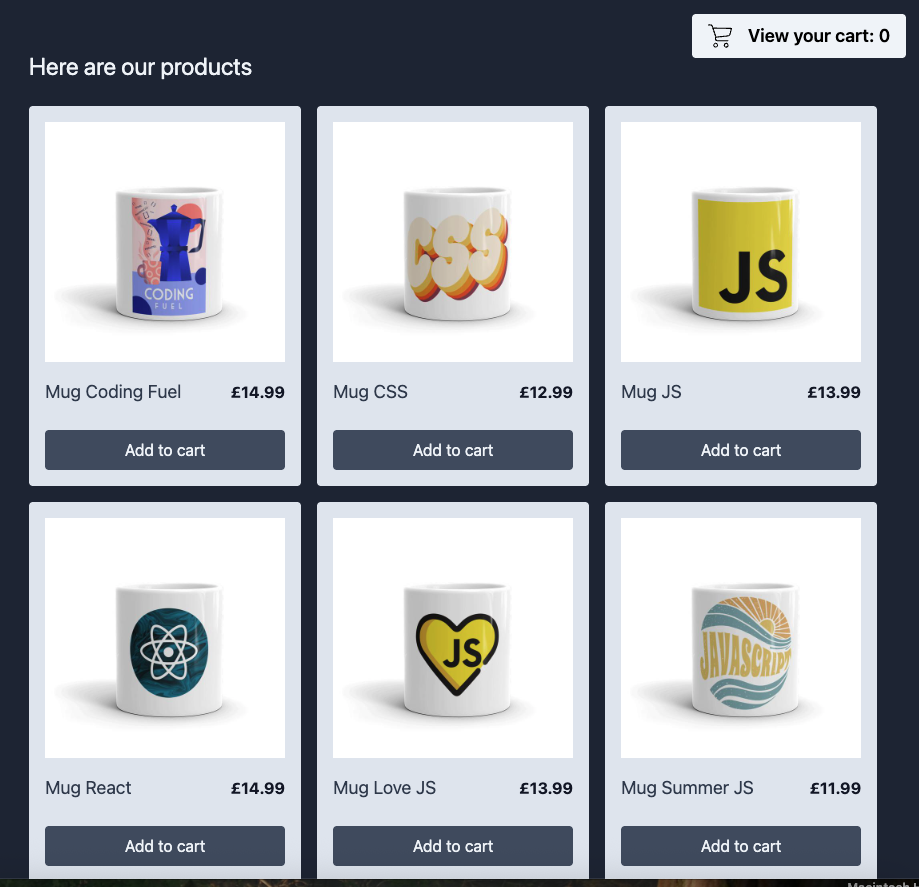 View your cart: 0
Here are our products
CODING
FUEL
CSS
JS
Mug Coding Fuel £14.99
Mug CSS £12.99
Mug JS £13.99
Add to cart
Add to cart
Add to cart
JS
JAVASCRIPT
Mug React £14.99
Mug Love JS £13.99
Mug Summer JS £11.99
Add to cart
Add to cart
Add to cart